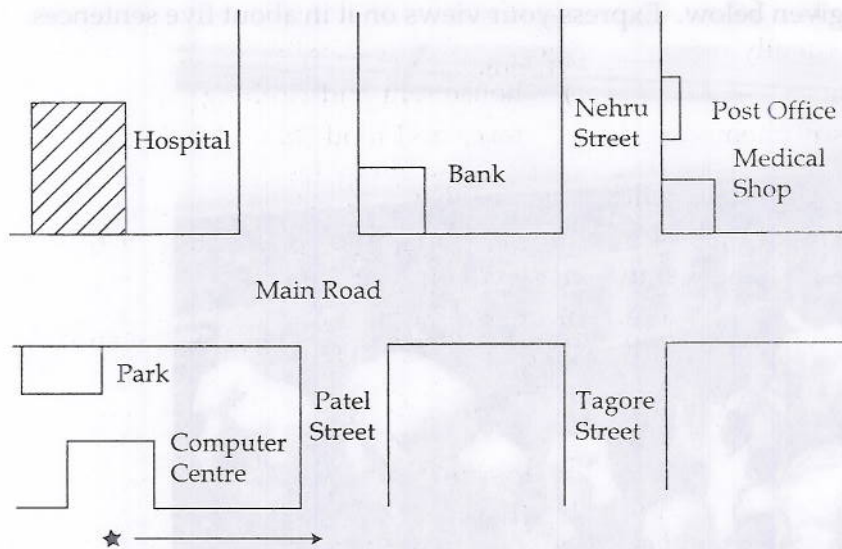 given below. Express your views on it in about five sentences.
Hospital
Bank
Nehru
Street
Post Office
Medical
Shop
Main Road
Park
Computer
Centre
Patel
Street
Tagore
Street